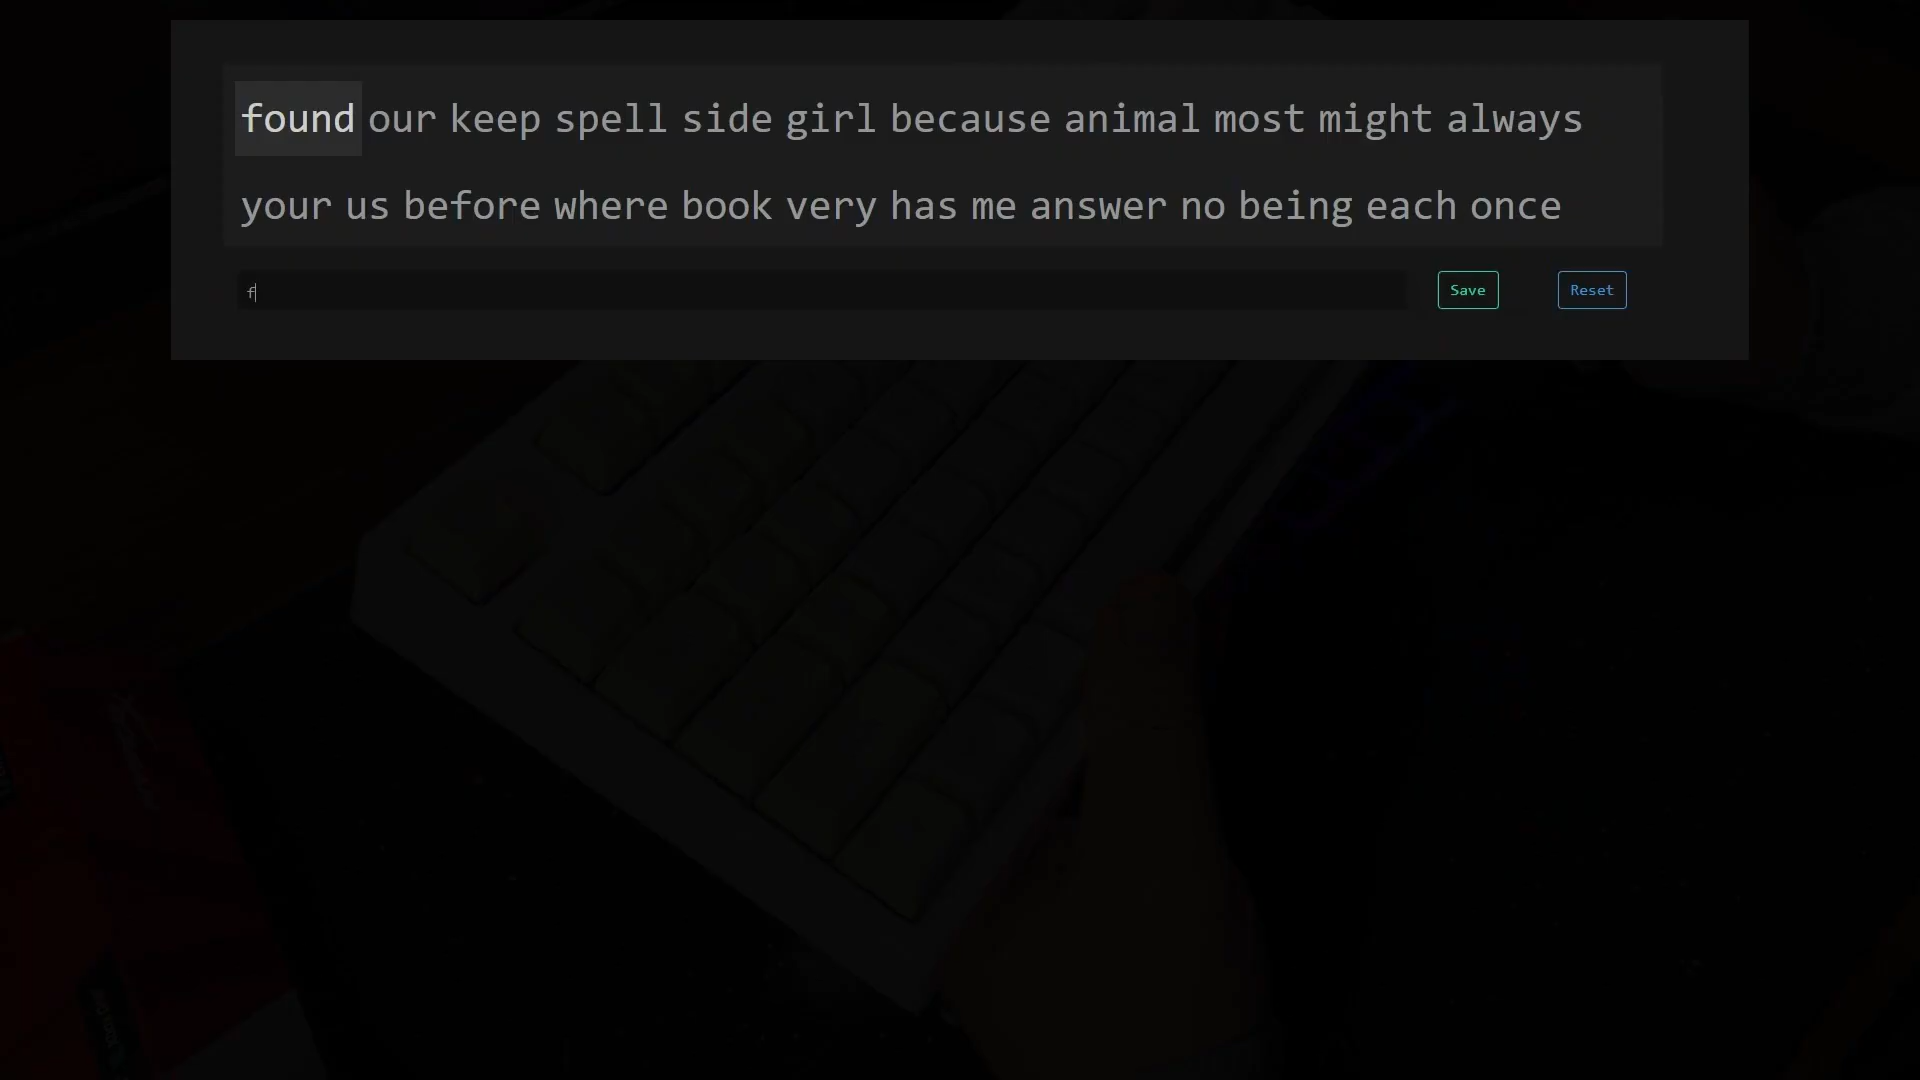 found our keep spell side girl because animal most might always
your us before where book very has me answer no being each once
f
Save
Reset